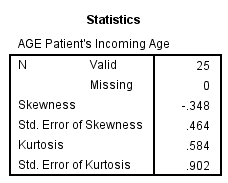 Statistics
AGE Patient's Incoming Age
N Valid 25
Missing 0
Skewness -.348
Std. Error of Skewness .464
Kurtosis .584
Std. Error of Kurtosis .902